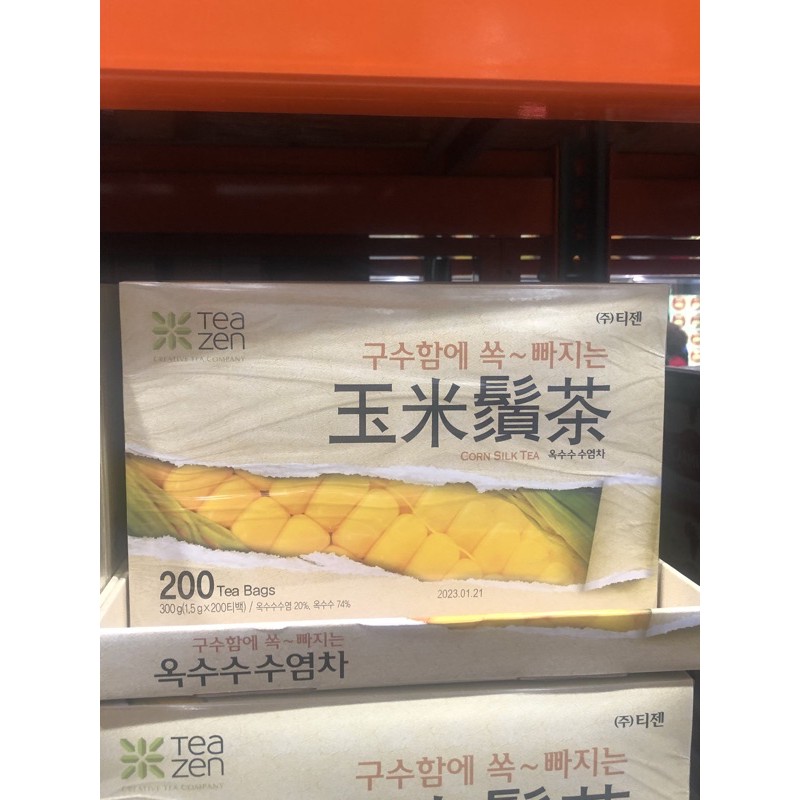 Tea
zen
CREATIVE TEA COMPANY
(주)티젠
구수함에 쏙~빠지는
玉米鬚茶
CORN SILK TEA 옥수수수염차
200 Tea Bags
300g(1.5g×200티백) / 옥수수수염 20%, 옥수수 74%
2023.01.21
구수함에 쏙~빠지는
옥수수수염차
(주)티젠
Tea
zen
CREATIVE TEA COMPANY
구수함에 쏙~빠지는